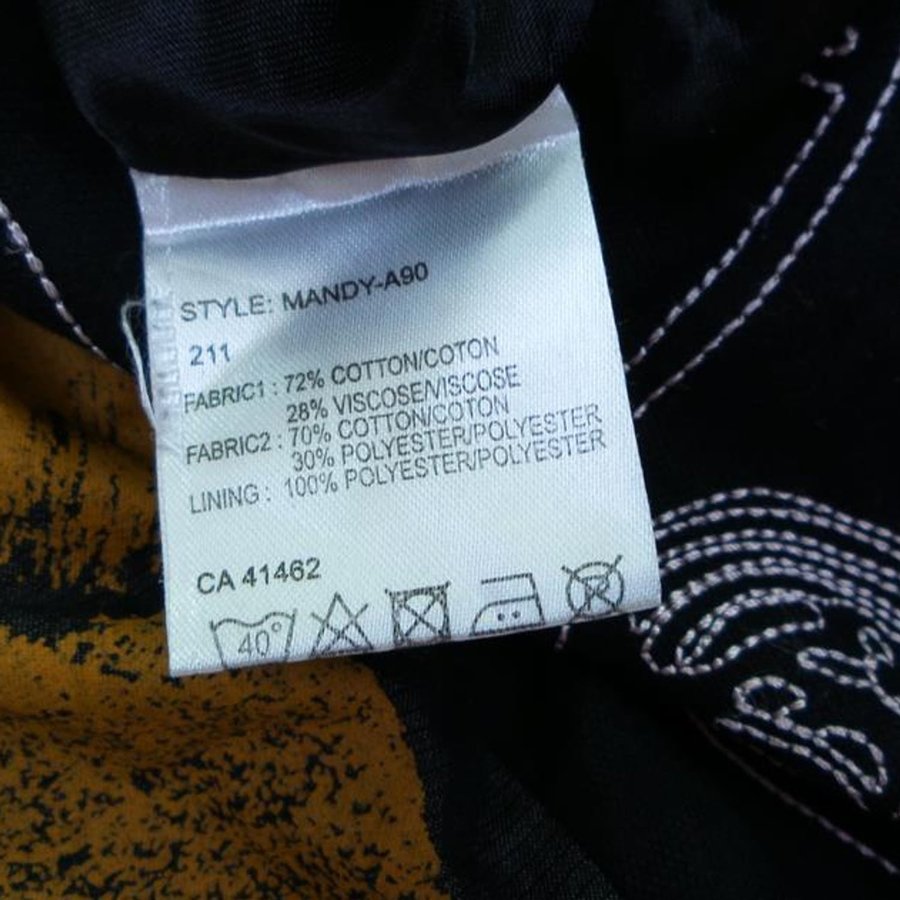 STYLE: MANDY-A90
211
FABRIC1 : 72% COTTON/COTON
28% VISCOSE/VISCOSE
FABRIC2 : 70% COTTON/COTON
30% POLYESTER/POLYESTER
LINING : 100% POLYESTER/POLYESTER
CA 41462
40°